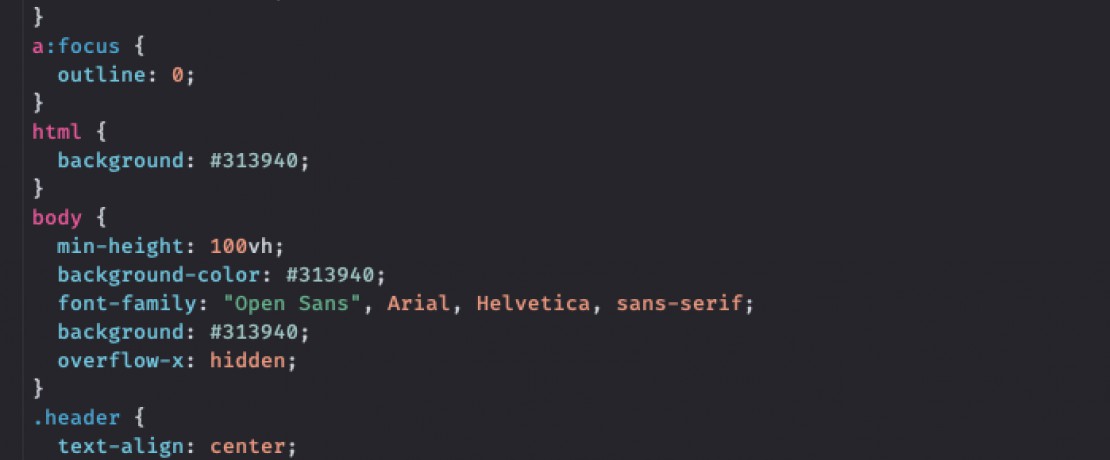 }
a:focus {
  outline: 0;
}
html {
  background: #313940;
}
body {
  min-height: 100vh;
  background-color: #313940;
  font-family: "Open Sans", Arial, Helvetica, sans-serif;
  background: #313940;
  overflow-x: hidden;
}
.header {
  text-align: center;